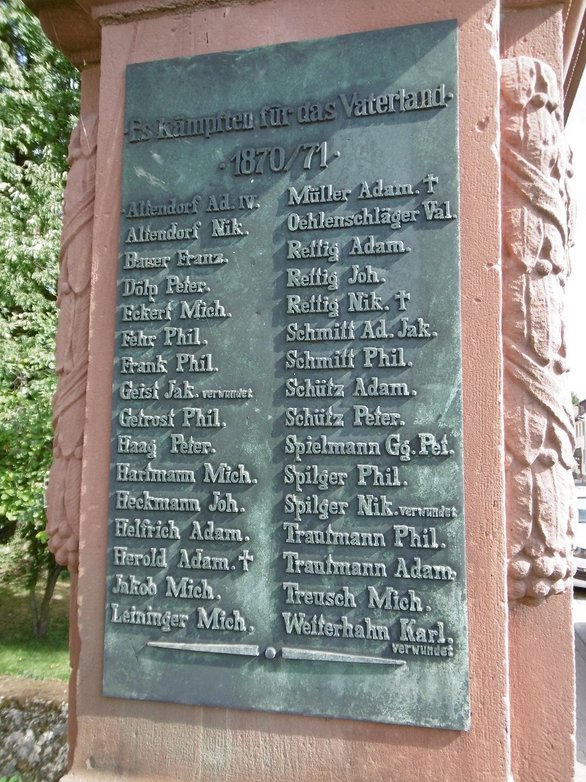 Es kämpften für das Vaterland.
1870/71.
Altendorf Ad. IV.
Altendorf Nik.
Bauer Franz.
Döhy Peter.
Eckert Mich.
Fehr Phil.
Frank Phil.
Geist Jak. verwundet
Getrost Phil.
Haag Peter.
Hartmann Mich.
Heckmann Joh.
Helfrich Adam.
Herold Adam. ✝
Jakob Mich.
Leininger Mich.
Müller Adam. ✝
Oehlenschläger Val.
Rettig Adam.
Rettig Joh.
Rettig Nik. ✝
Schmitt Ad. Jak.
Schmitt Phil.
Schütz Adam.
Schütz Peter.
Spielmann Gg. Pet.
Spilger Phil.
Spilger Nik. verwundet
Trautmann Phil.
Trautmann Adam.
Treusch Mich.
Wetterhahn Karl.
verwundet